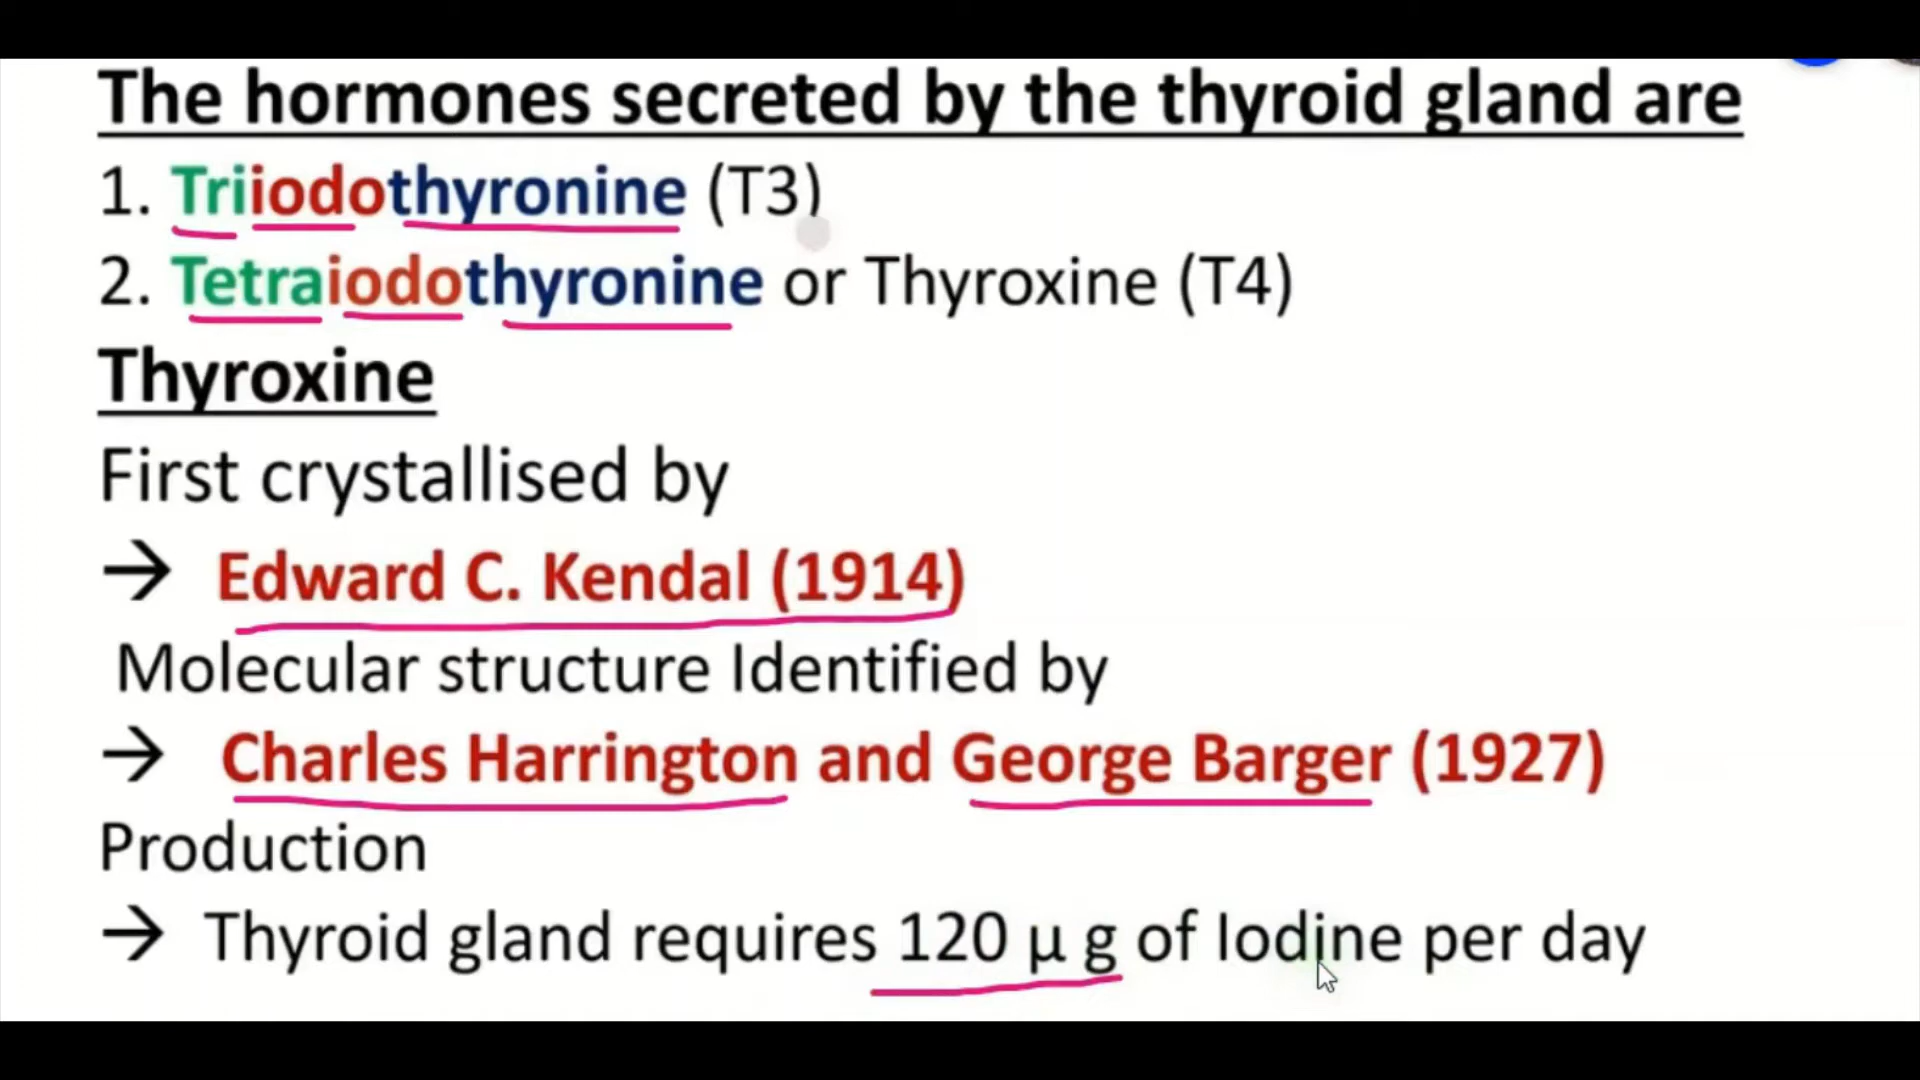 The hormones secreted by the thyroid gland are
1. Triiodothyronine (T3)
2. Tetraiodothyronine or Thyroxine (T4)
Thyroxine
First crystallised by
→ Edward C. Kendal (1914)
Molecular structure Identified by
→ Charles Harrington and George Barger (1927)
Production
→ Thyroid gland requires 120 μ g of Iodine per day